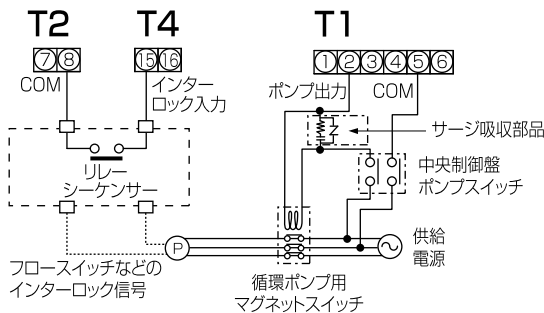 T2
T4
T1
⑦⑧
⑮⑯
①②③④⑤⑥
COM
インター
ロック入力
ポンプ出力
COM
サージ吸収部品
リレー
シーケンサー
中央制御盤
ポンプスイッチ
P
供給
電源
フロースイッチなどの
インターロック信号
循環ポンプ用
マグネットスイッチ